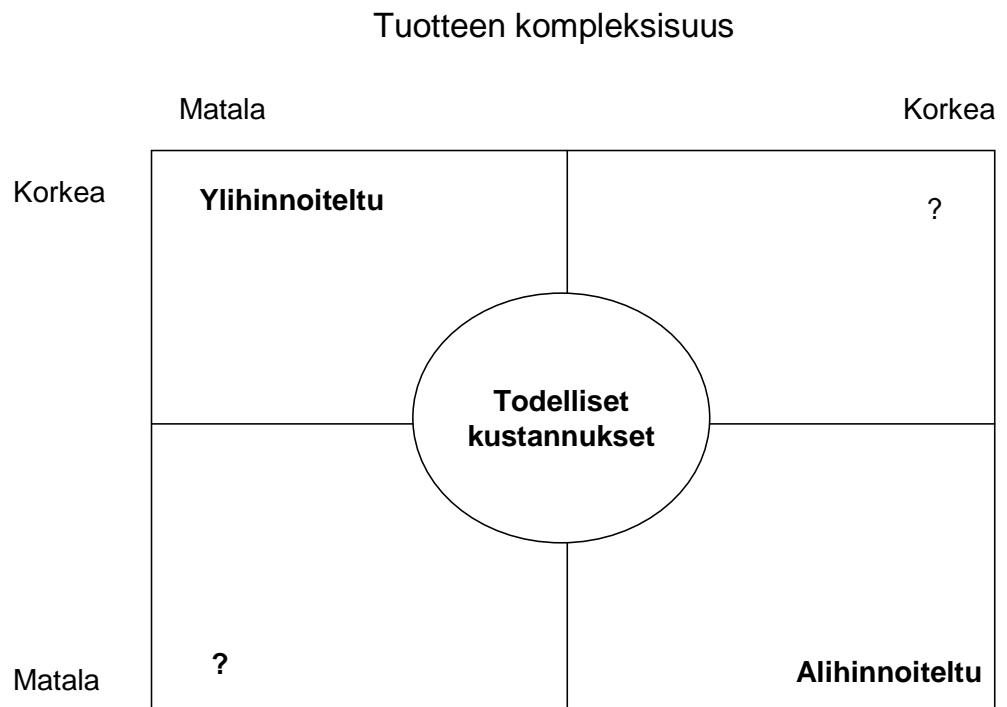 Tuotteen kompleksisuus
Matala
Korkea
Korkea
Ylihinnoiteltu
?
Todelliset
kustannukset
?
Matala
Alihinnoiteltu